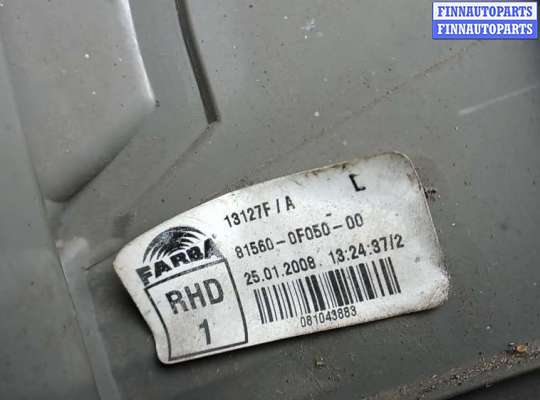 FINNAUTOPARTS
FINNAUTOPARTS
13127F / A
L
FARBA
81560-0F050-00
RHD
1
25.01.2008 13:24:37/2
081043883